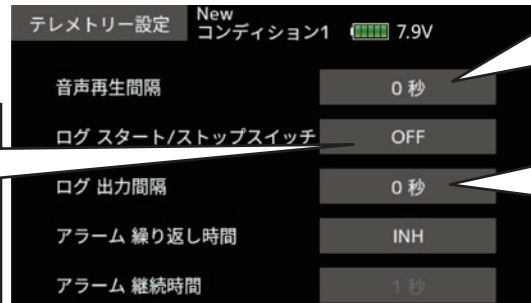 テレメトリー設定 New コンディション1 7.9V
音声再生間隔 0 秒
ログ スタート/ストップスイッチ OFF
ログ 出力間隔 0 秒
アラーム 繰り返し時間 INH
アラーム 継続時間 1 秒